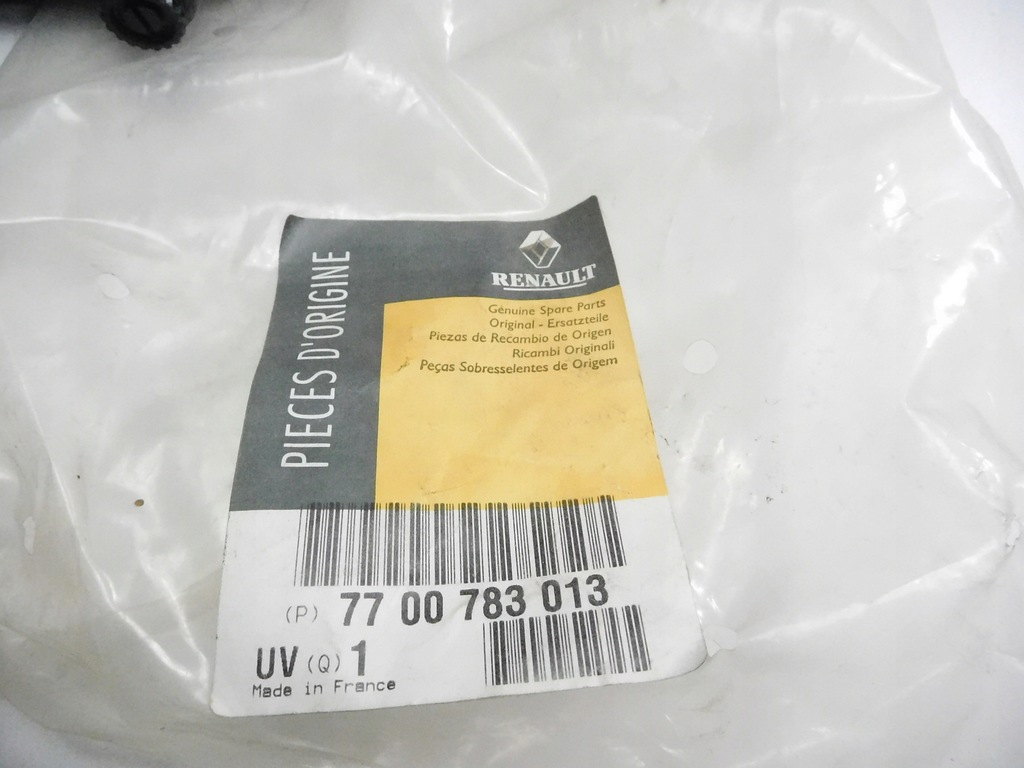 PIECES D'ORIGINE
RENAULT
Genuine Spare Parts
Original - Ersatzteile
Piezas de Recambio de Origen
Ricambi Originali
Peças Sobresselentes de Origem
(P) 77 00 783 013
UV (Q) 1
Made in France